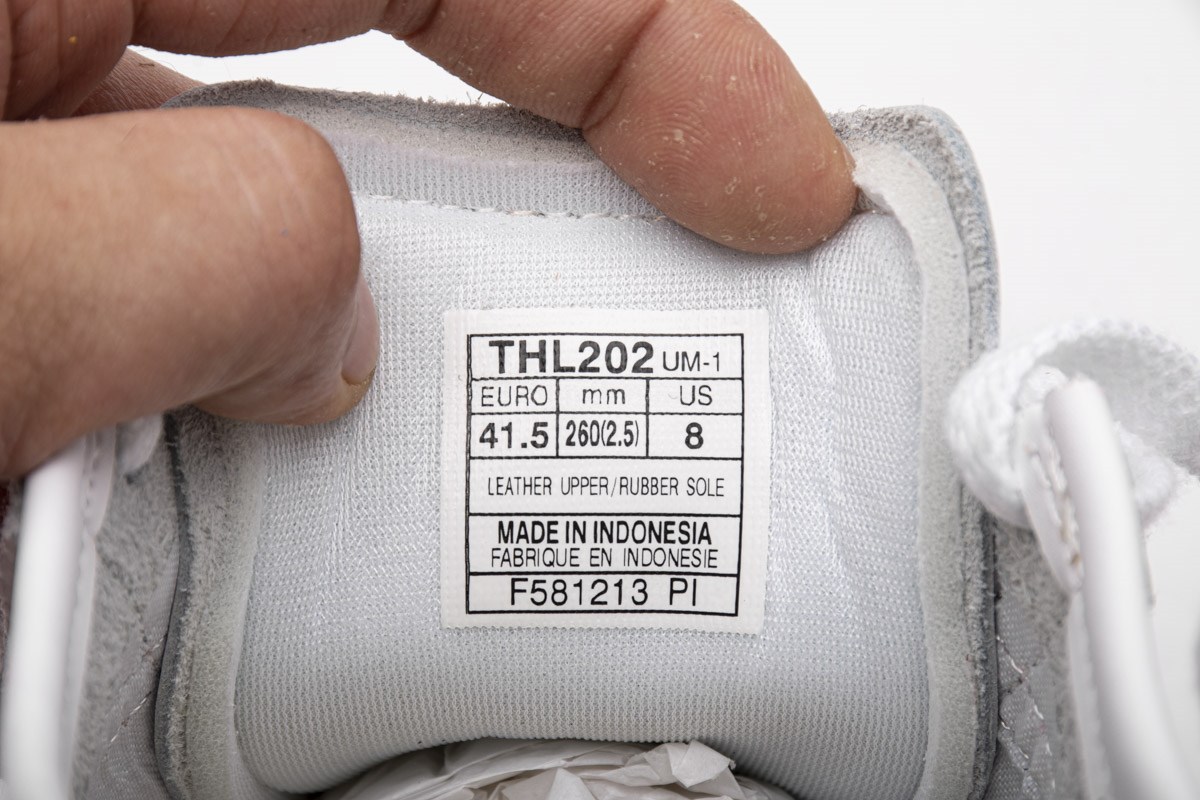 THL202 UM-1
EURO mm US
41.5 260(2.5) 8
LEATHER UPPER/RUBBER SOLE
MADE IN INDONESIA
FABRIQUE EN INDONESIE
F581213 PI